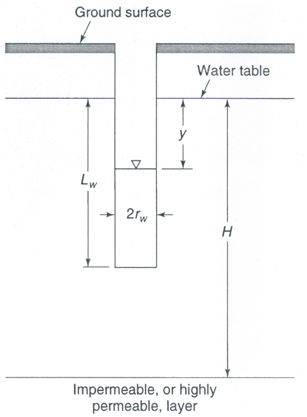 Ground surface
Water table
y
L_w
2r_w
H
Impermeable, or highly
permeable, layer